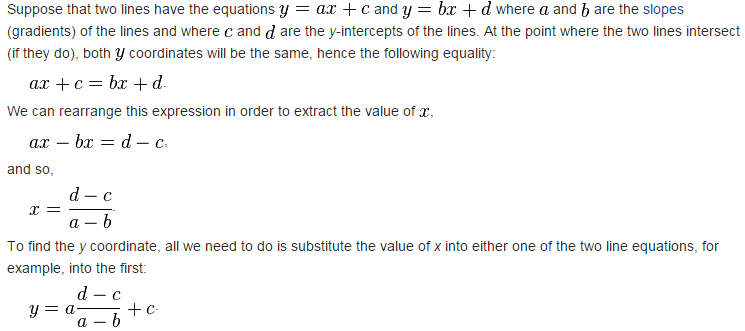 Suppose that two lines have the equations y = ax + c and y = bx + d where a and b are the slopes
(gradients) of the lines and where c and d are the y-intercepts of the lines. At the point where the two lines intersect
(if they do), both y coordinates will be the same, hence the following equality:
ax + c = bx + d.
We can rearrange this expression in order to extract the value of x,
ax − bx = d − c,
and so,
x = \frac{d − c}{a − b}.
To find the y coordinate, all we need to do is substitute the value of x into either one of the two line equations, for
example, into the first:
y = a\frac{d − c}{a − b} + c.